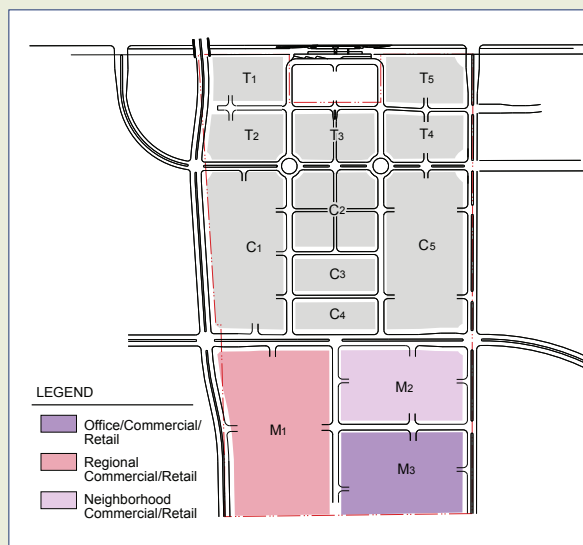 T1
T5
T2
T3
T4
C2
C1
C5
C3
C4
M2
M1
M3
LEGEND
Office/Commercial/
Retail
Regional
Commercial/Retail
Neighborhood
Commercial/Retail